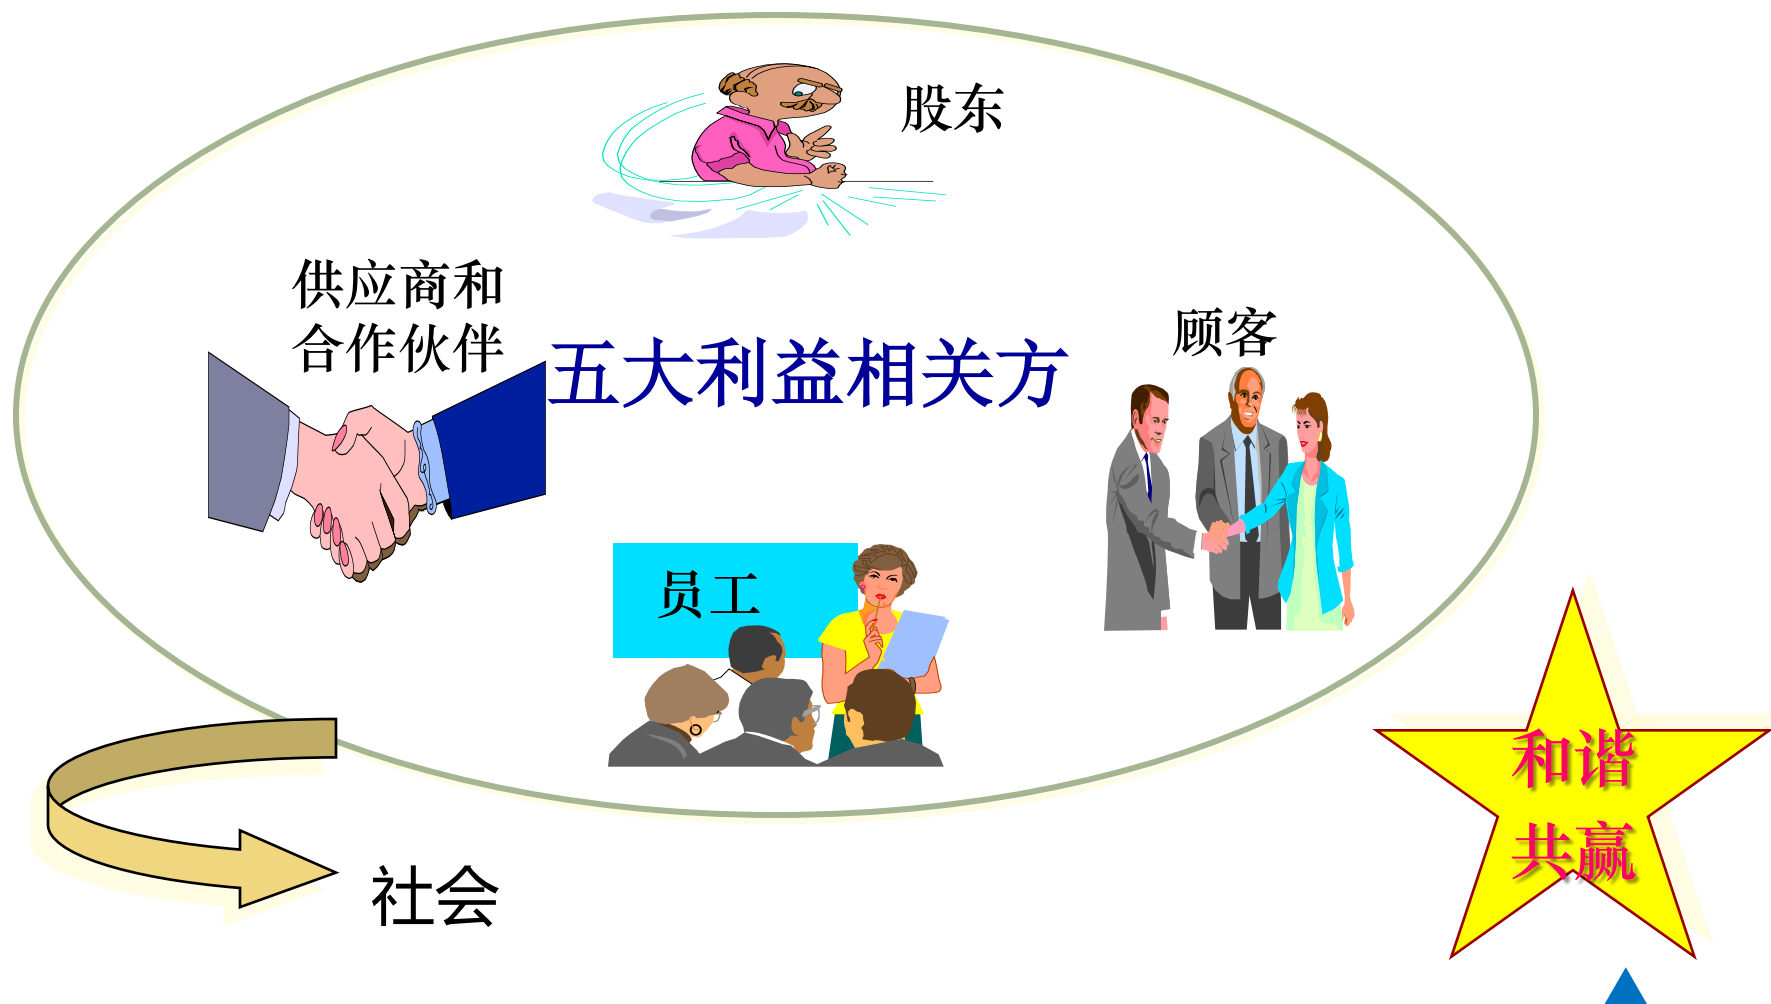 股东
供应商和
合作伙伴
五大利益相关方
顾客
员工
和谐
共赢
社会